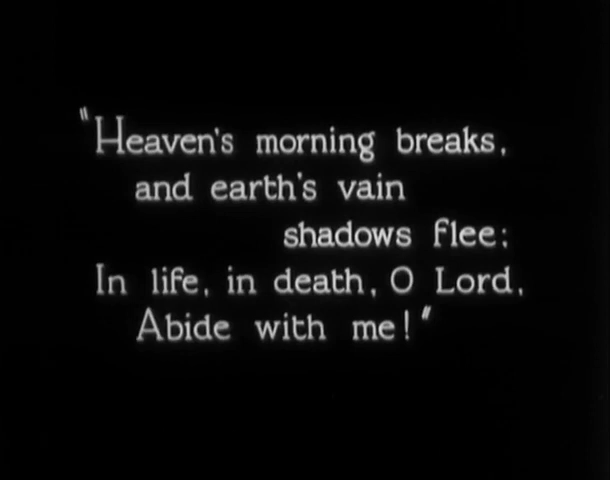 "Heaven's morning breaks,
and earth's vain
shadows flee;
In life, in death, O Lord,
Abide with me!"